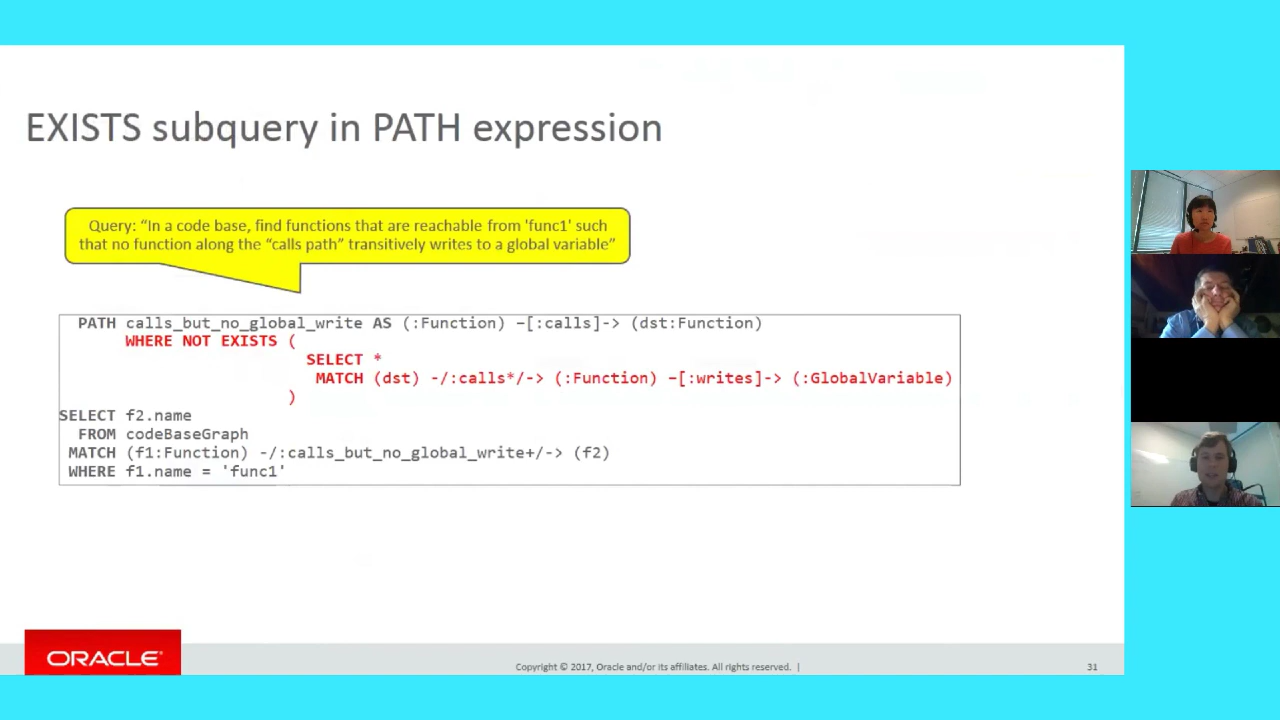 EXISTS subquery in PATH expression
Query: “In a code base, find functions that are reachable from 'func1' such
that no function along the “calls path” transitively writes to a global variable”
PATH calls_but_no_global_write AS (:Function) –[:calls]-> (dst:Function)
WHERE NOT EXISTS (
SELECT *
MATCH (dst) -/:calls*/-> (:Function) –[:writes]-> (:GlobalVariable)
)
SELECT f2.name
FROM codeBaseGraph
MATCH (f1:Function) -/:calls_but_no_global_write+/-> (f2)
WHERE f1.name = 'func1'
ORACLE®
Copyright © 2017, Oracle and/or its affiliates. All rights reserved. |
31